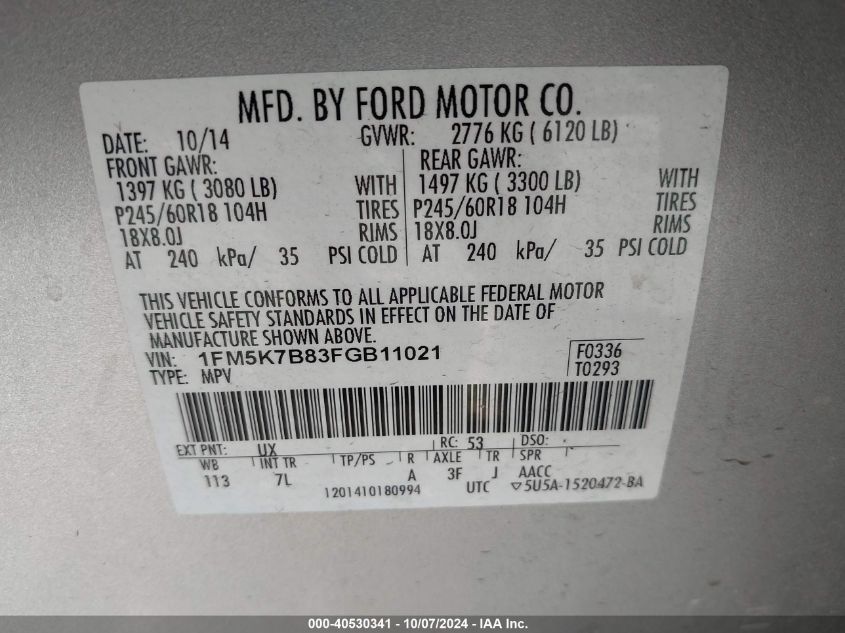 MFD. BY FORD MOTOR CO.
DATE: 10/14 GVWR: 2776 KG ( 6120 LB)
FRONT GAWR: REAR GAWR:
1397 KG ( 3080 LB) WITH 1497 KG ( 3300 LB) WITH
P245/60R18 104H TIRES P245/60R18 104H TIRES
18X8.0J RIMS 18X8.0J RIMS
AT 240 kPa/ 35 PSI COLD AT 240 kPa/ 35 PSI COLD
THIS VEHICLE CONFORMS TO ALL APPLICABLE FEDERAL MOTOR
VEHICLE SAFETY STANDARDS IN EFFECT ON THE DATE OF
MANUFACTURE SHOWN ABOVE.
VIN: 1FM5K7B83FGB11021 F0336
TYPE: MPV T0293
EXT PNT: UX RC: 53 DSO:
WB INT TR TP/PS R AXLE TR SPR
113 7L A 3F J AACC
1201410180994 UTC ▽5U5A-1520472-BA
000-40530341 - 10/07/2024 - IAA Inc.